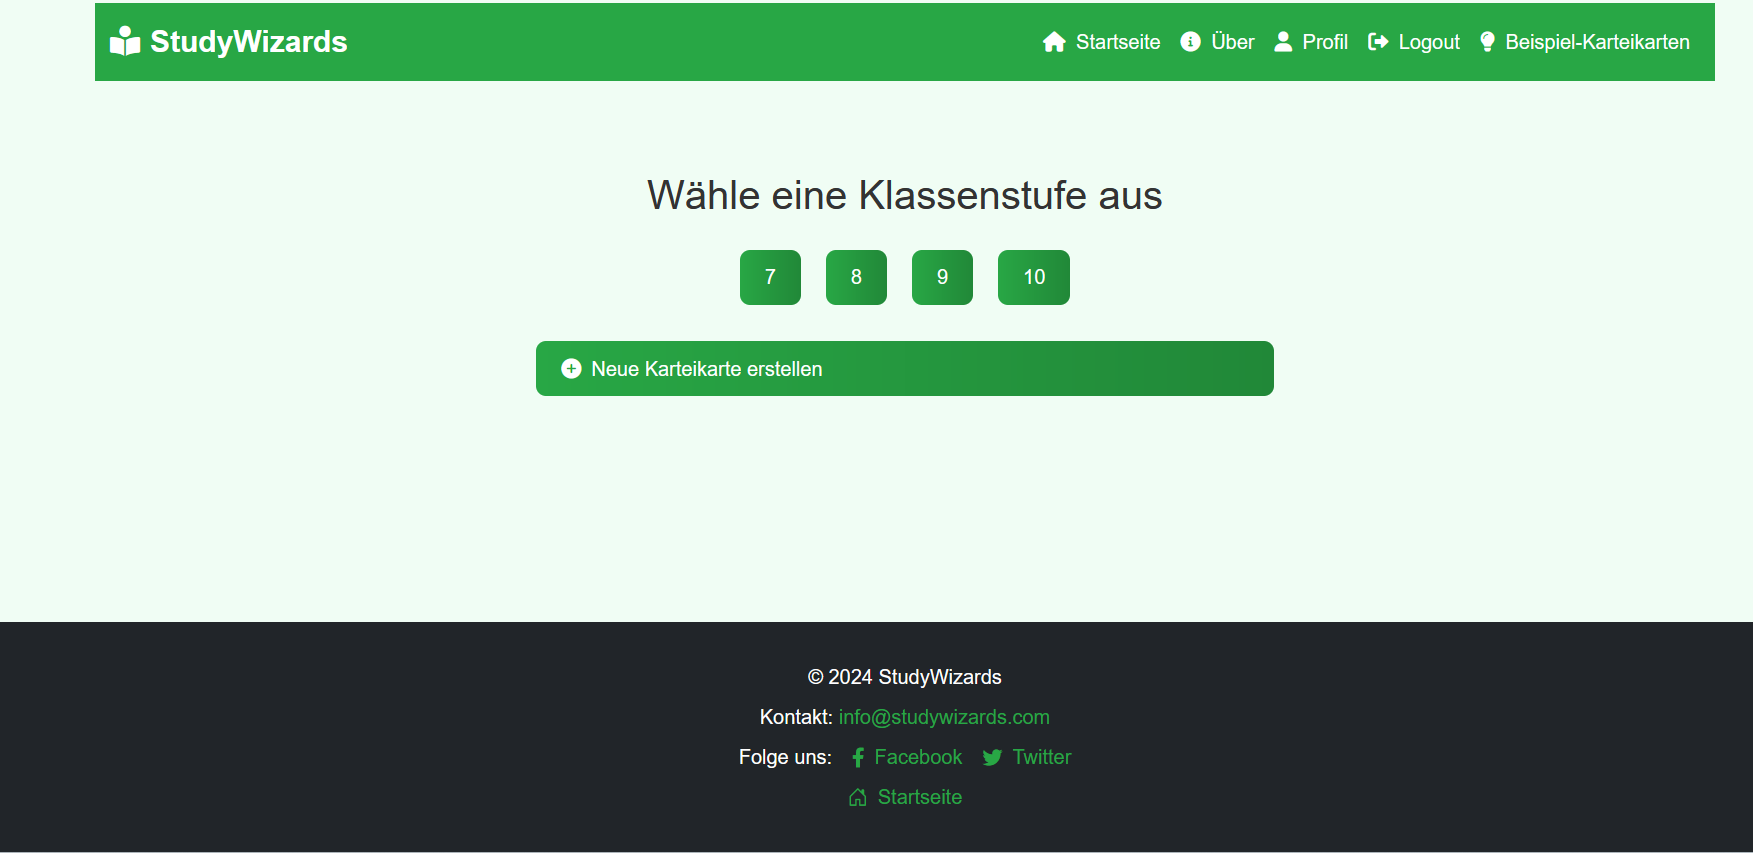 StudyWizards
Startseite Über Profil Logout Beispiel-Karteikarten
Wähle eine Klassenstufe aus
7 8 9 10
Neue Karteikarte erstellen
© 2024 StudyWizards
Kontakt: info@studywizards.com
Folge uns: Facebook Twitter
Startseite